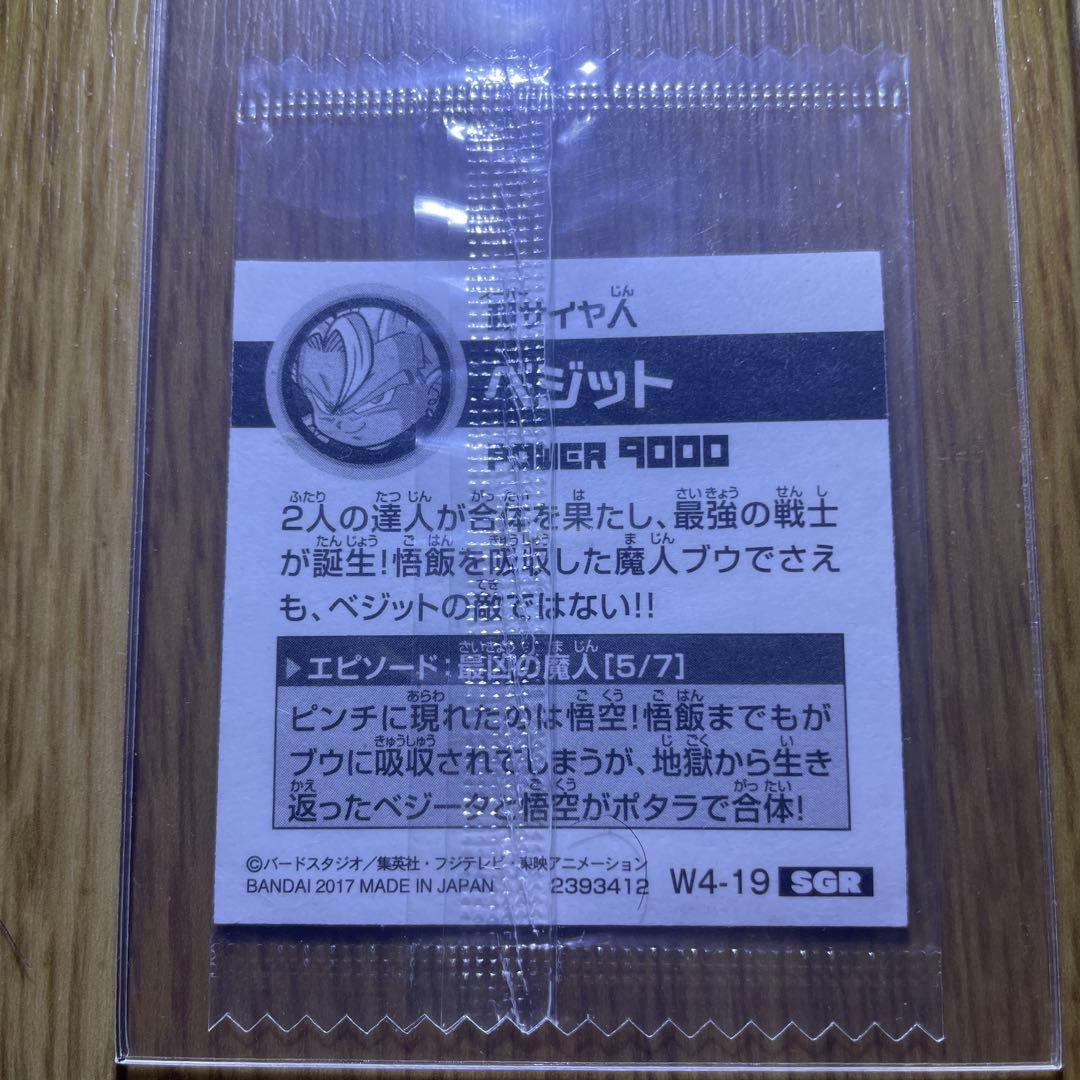 超サイヤ人
ベジット
POWER 9000
2人の達人が合体を果たし、最強の戦士
が誕生!悟飯を吸収した魔人ブウでさえ
も、ベジットの敵ではない!!
▶エピソード:最凶の魔人[5/7]
ピンチに現れたのは悟空!悟飯までもが
ブウに吸収されてしまうが、地獄から生き
返ったベジータと悟空がポタラで合体!
©バードスタジオ/集英社・フジテレビ・東映アニメーション
BANDAI 2017 MADE IN JAPAN 2393412 W4-19 SGR